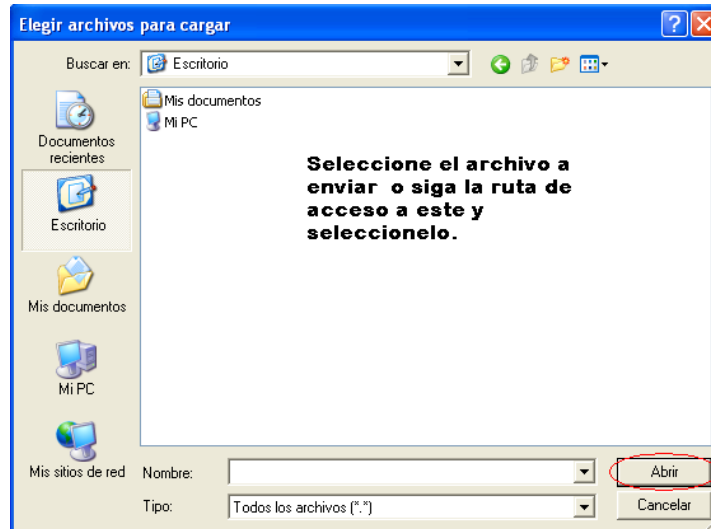 Elegir archivos para cargar
Buscar en: Escritorio
Mis documentos
Mi PC
Documentos
recientes
Escritorio
Mis documentos
Mi PC
Mis sitios de red
Seleccione el archivo a
enviar o siga la ruta de
acceso a este y
seleccionelo.
Nombre: Abrir
Tipo: Todos los archivos (*.*) Cancelar